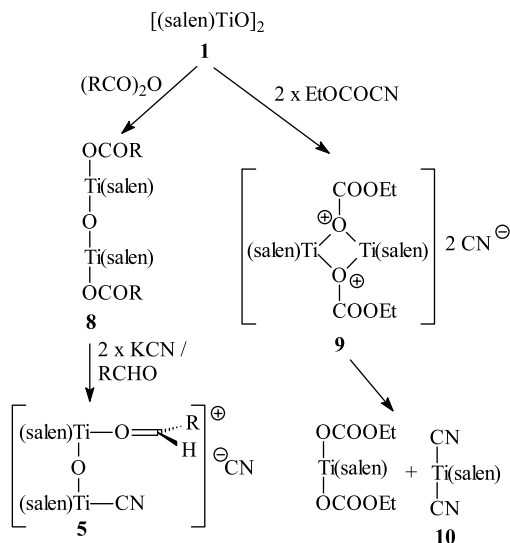 [(salen)TiO]2
1
(RCO)2O
2 x EtOCOCN
OCOR
Ti(salen)
O
Ti(salen)
OCOR
8
COOEt
C
⊕
O
(salen)Ti Ti(salen) 2 CN ⊖
O
⊕
C
COOEt
9
2 x KCN /
RCHO
(salen)Ti O R ⊕
H
O ⊖CN
(salen)Ti CN
5
OCOOEt
Ti(salen)
OCOOEt
+
CN
Ti(salen)
CN
10